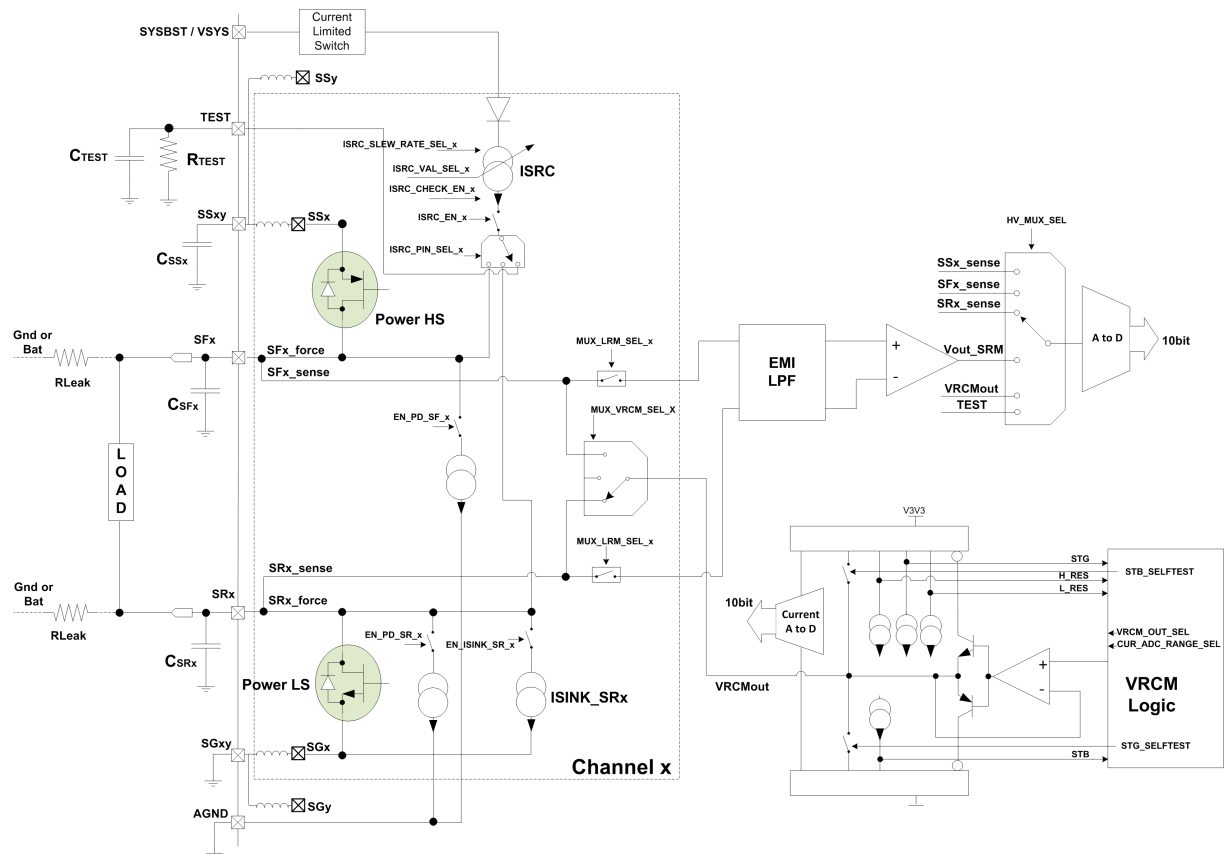 SYSBST / VSYS
Current
Limited
Switch
SSy
TEST
CTEST
RTEST
ISRC_SLEW_RATE_SEL_x
ISRC_VAL_SEL_x
ISRC
ISRC_CHECK_EN_x
ISRC_EN_x
ISRC_PIN_SEL_x
SSxy
SSx
CSSx
Power HS
HV_MUX_SEL
SSx_sense
SFx_sense
SRx_sense
Vout_SRM
VRCMout
TEST
A to D
10bit
Gnd or
Bat
RLeak
SFx
SFx_force
SFx_sense
CSFx
MUX_LRM_SEL_x
EMI
LPF
+
-
MUX_VRCM_SEL_X
EN_PD_SF_x
L
O
A
D
MUX_LRM_SEL_x
SRx_sense
SRx_force
Gnd or
Bat
RLeak
SRx
CSRx
EN_PD_SR_x
EN_ISINK_SR_x
Power LS
ISINK_SRx
SGxy
SGx
Channel x
SGy
AGND
V3V3
STG
STB_SELFTEST
H_RES
L_RES
10bit
Current
A to D
VRCM_OUT_SEL
CUR_ADC_RANGE_SEL
+
-
VRCMout
VRCM
Logic
STG_SELFTEST
STB